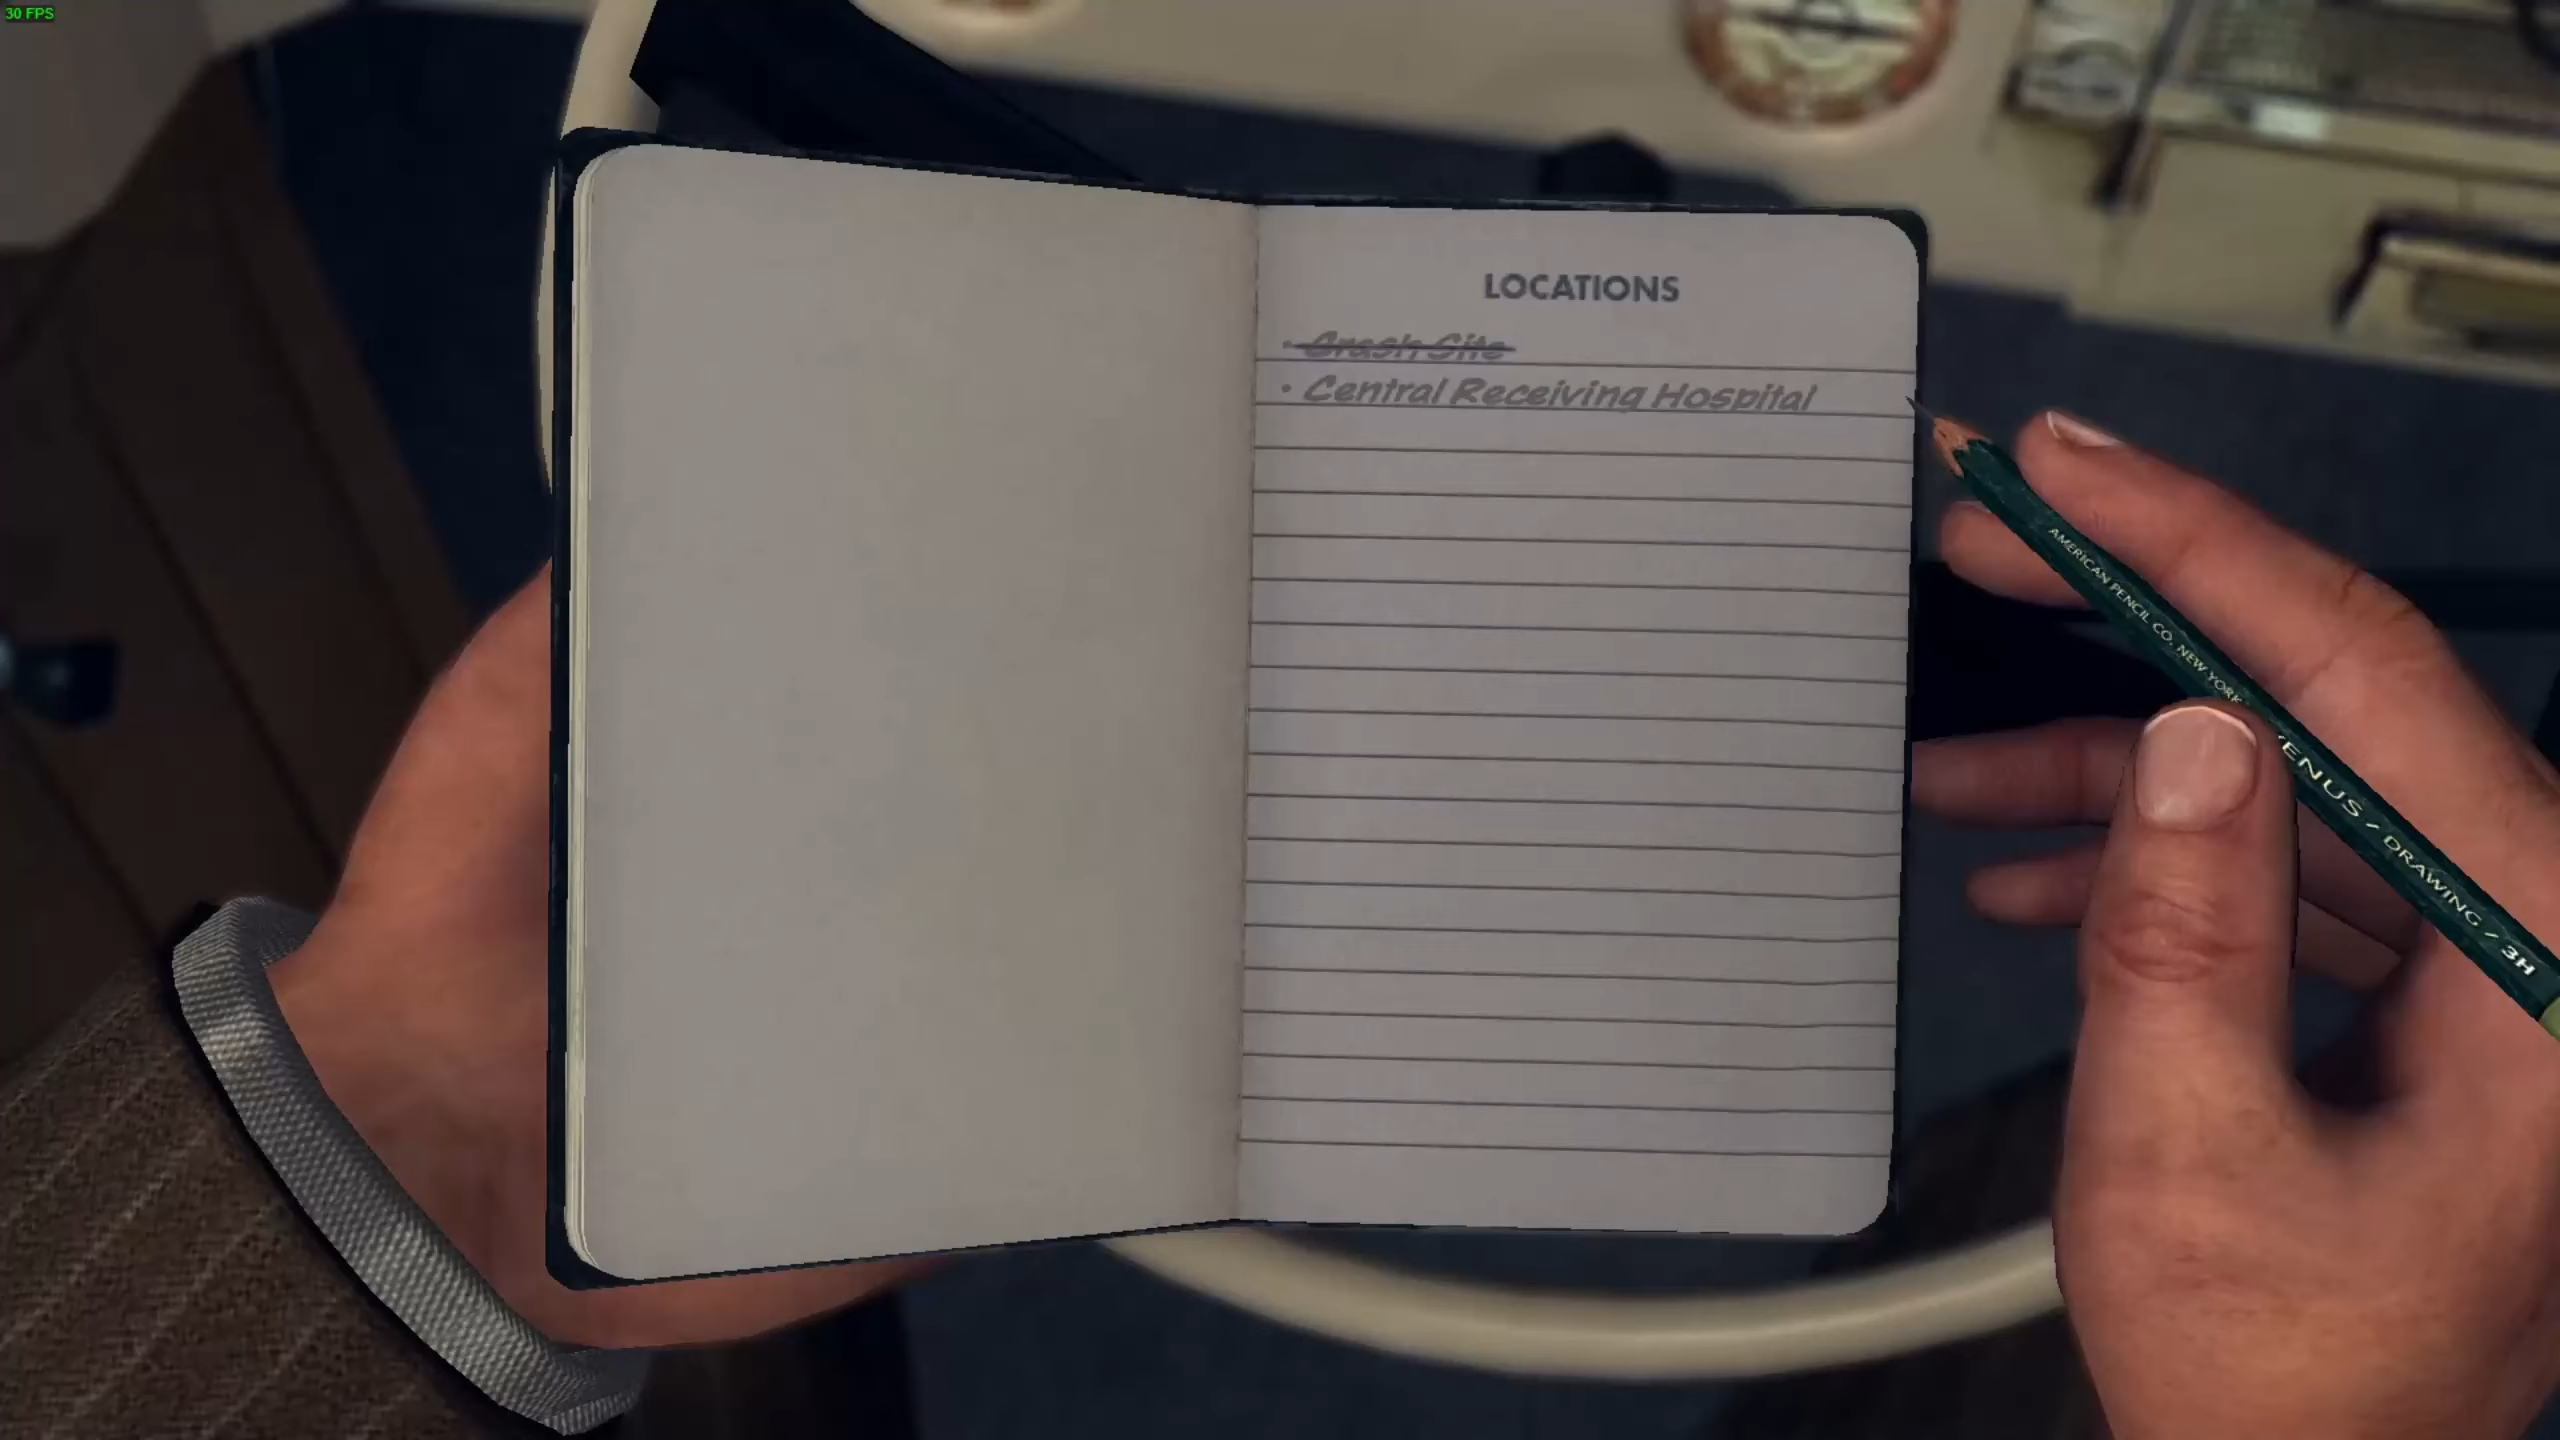 30 FPS
LOCATIONS
• Crash Site
• Central Receiving Hospital
AMERICAN PENCIL CO. NEW YORK
VENUS / DRAWING / 3H